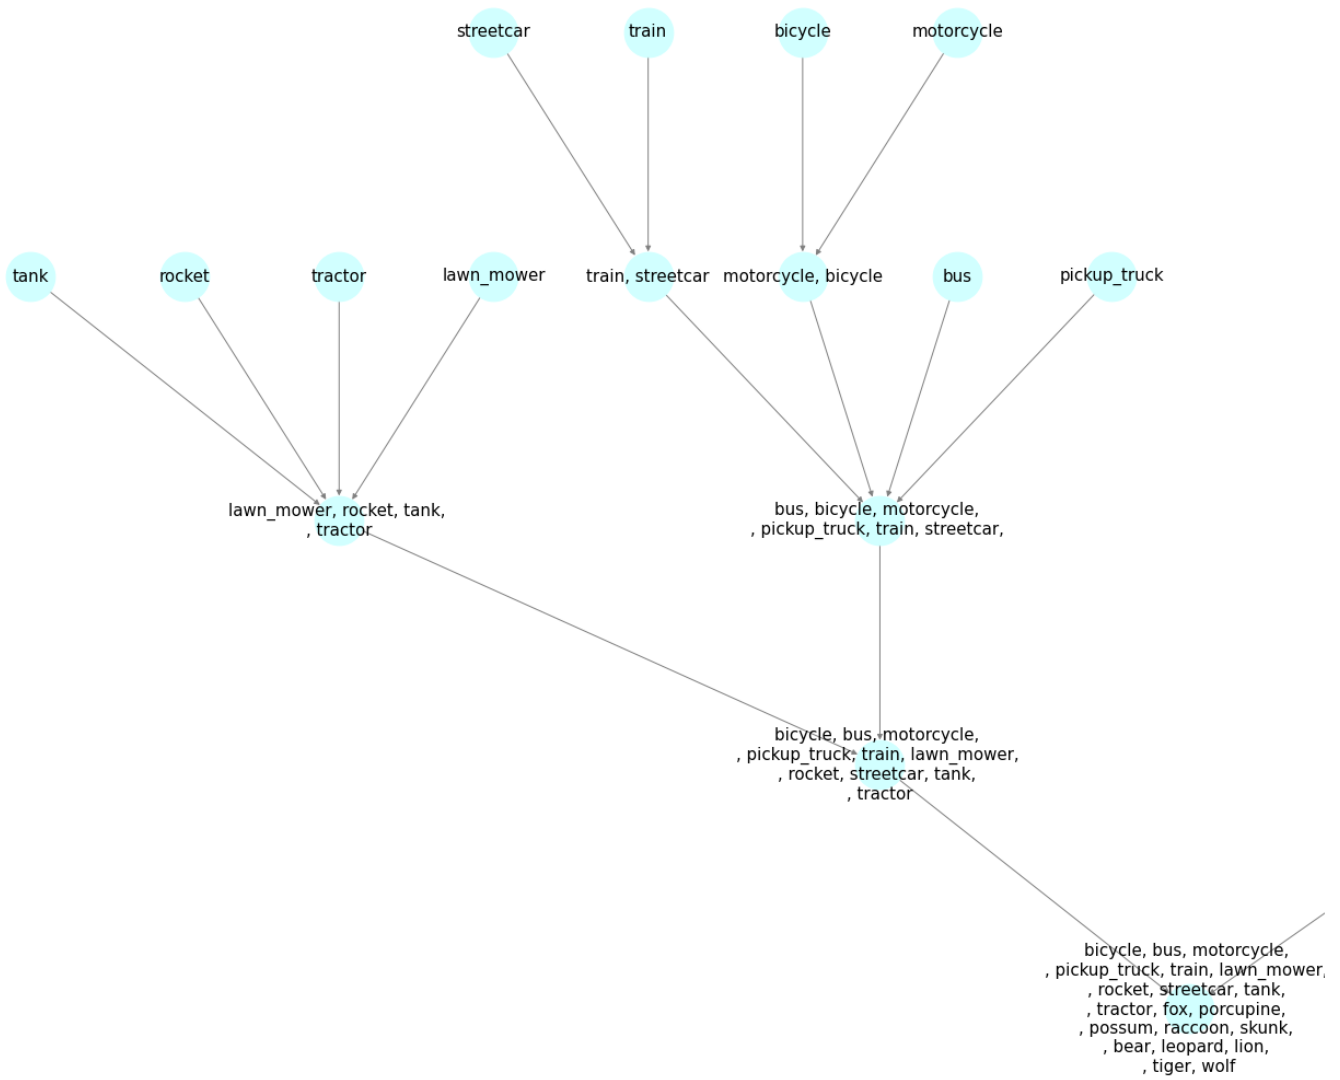 streetcar
train
bicycle
motorcycle
tank
rocket
tractor
lawn_mower
train, streetcar
motorcycle, bicycle
bus
pickup_truck
lawn_mower, rocket, tank,
, tractor
bus, bicycle, motorcycle,
, pickup_truck, train, streetcar,
bicycle, bus, motorcycle,
, pickup_truck, train, lawn_mower,
, rocket, streetcar, tank,
, tractor
bicycle, bus, motorcycle,
, pickup_truck, train, lawn_mower,
, rocket, streetcar, tank,
, tractor, fox, porcupine,
, possum, raccoon, skunk,
, bear, leopard, lion,
, tiger, wolf